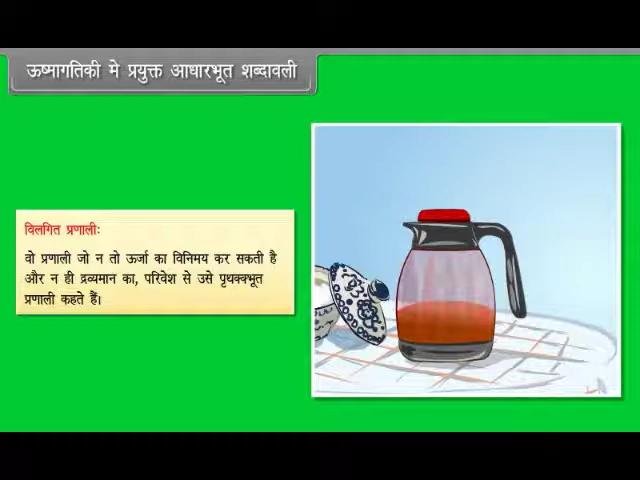 ऊष्मागतिकी मे प्रयुक्त आधारभूत शब्दावली
विलगित प्रणाली:
वो प्रणाली जो न तो ऊर्जा का विनिमय कर सकती है
और न ही द्रव्यमान का, परिवेश से उसे पृथक्क्भूत
प्रणाली कहते हैं।